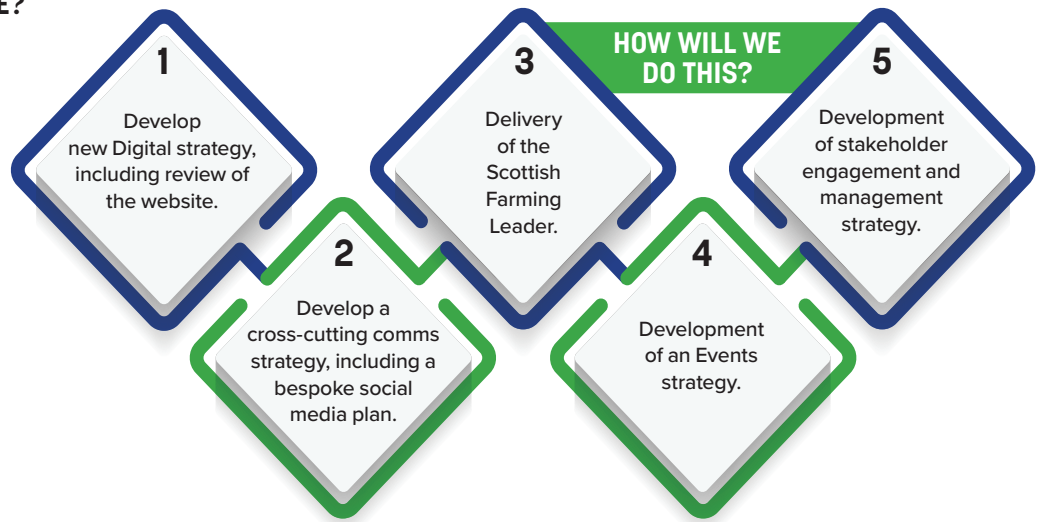 E?
HOW WILL WE
DO THIS?
1
Develop
new Digital strategy,
including review of
the website.
2
Develop a
cross-cutting comms
strategy, including a
bespoke social
media plan.
3
Delivery
of the
Scottish
Farming
Leader.
4
Development
of an Events
strategy.
5
Development
of stakeholder
engagement and
management
strategy.